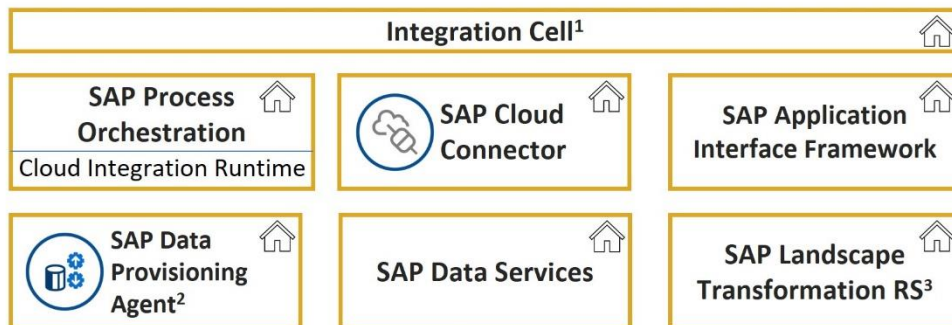 Integration Cell¹
SAP Process
Orchestration
Cloud Integration Runtime
SAP Cloud
Connector
SAP Application
Interface Framework
SAP Data
Provisioning
Agent²
SAP Data Services
SAP Landscape
Transformation RS³